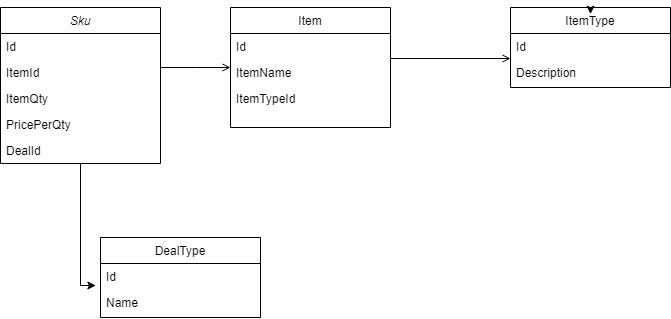 Sku
Id
ItemId
ItemQty
PricePerQty
DealId
Item
Id
ItemName
ItemTypeId
ItemType
Id
Description
DealType
Id
Name